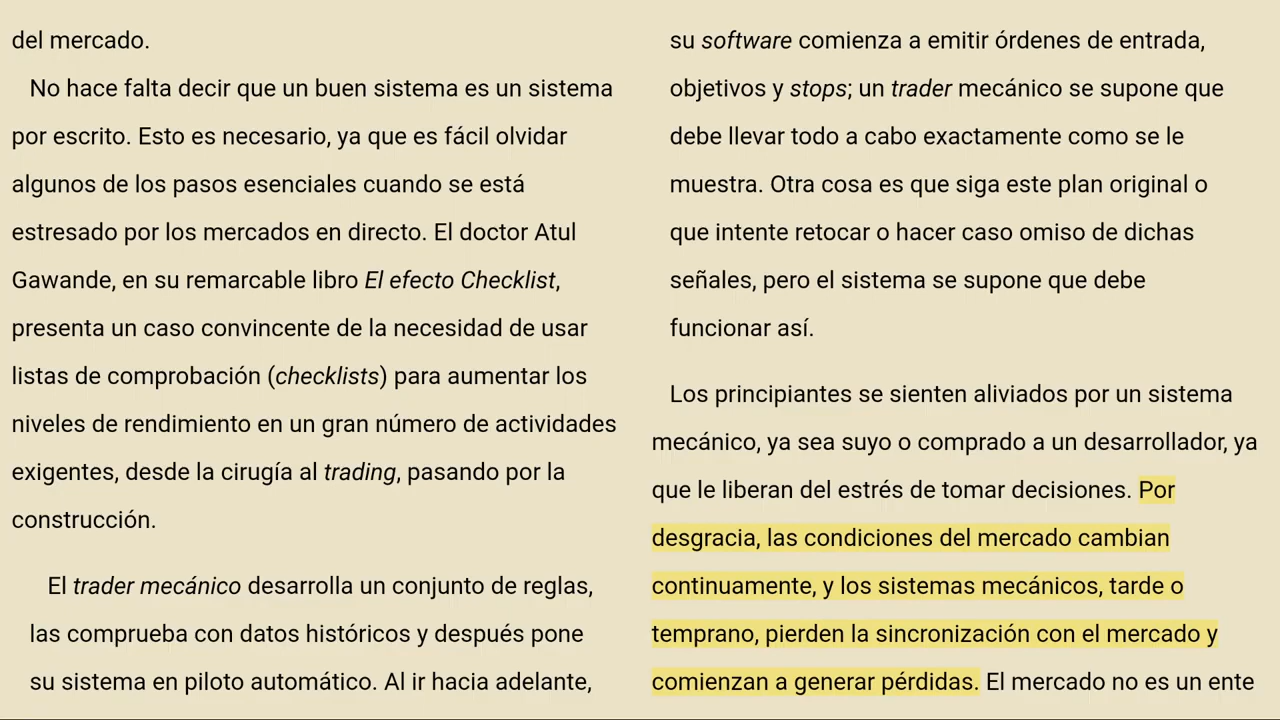 del mercado.
No hace falta decir que un buen sistema es un sistema
por escrito. Esto es necesario, ya que es fácil olvidar
algunos de los pasos esenciales cuando se está
estresado por los mercados en directo. El doctor Atul
Gawande, en su remarcable libro El efecto Checklist,
presenta un caso convincente de la necesidad de usar
listas de comprobación (checklists) para aumentar los
niveles de rendimiento en un gran número de actividades
exigentes, desde la cirugía al trading, pasando por la
construcción.
El trader mecánico desarrolla un conjunto de reglas,
las comprueba con datos históricos y después pone
su sistema en piloto automático. Al ir hacia adelante,
su software comienza a emitir órdenes de entrada,
objetivos y stops; un trader mecánico se supone que
debe llevar todo a cabo exactamente como se le
muestra. Otra cosa es que siga este plan original o
que intente retocar o hacer caso omiso de dichas
señales, pero el sistema se supone que debe
funcionar así.
Los principiantes se sienten aliviados por un sistema
mecánico, ya sea suyo o comprado a un desarrollador, ya
que le liberan del estrés de tomar decisiones. Por
desgracia, las condiciones del mercado cambian
continuamente, y los sistemas mecánicos, tarde o
temprano, pierden la sincronización con el mercado y
comienzan a generar pérdidas. El mercado no es un ente